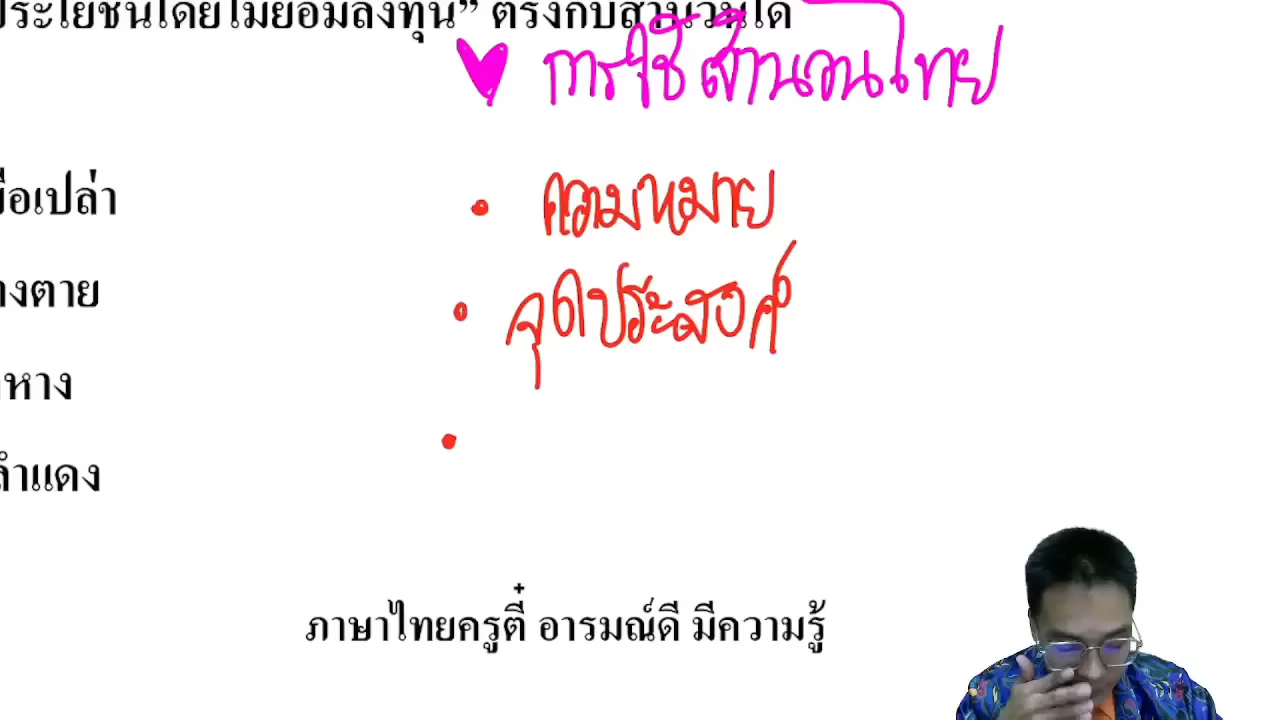 ประโยชน์โดยไม่ยอมลงทุน” ตรงกับสำนวนใด
การใช้สำนวนไทย
มือเปล่า
ความหมาย
างตาย
จุดประสงค์
หาง
ลำแดง
ภาษาไทยครูตี๋ อารมณ์ดี มีความรู้